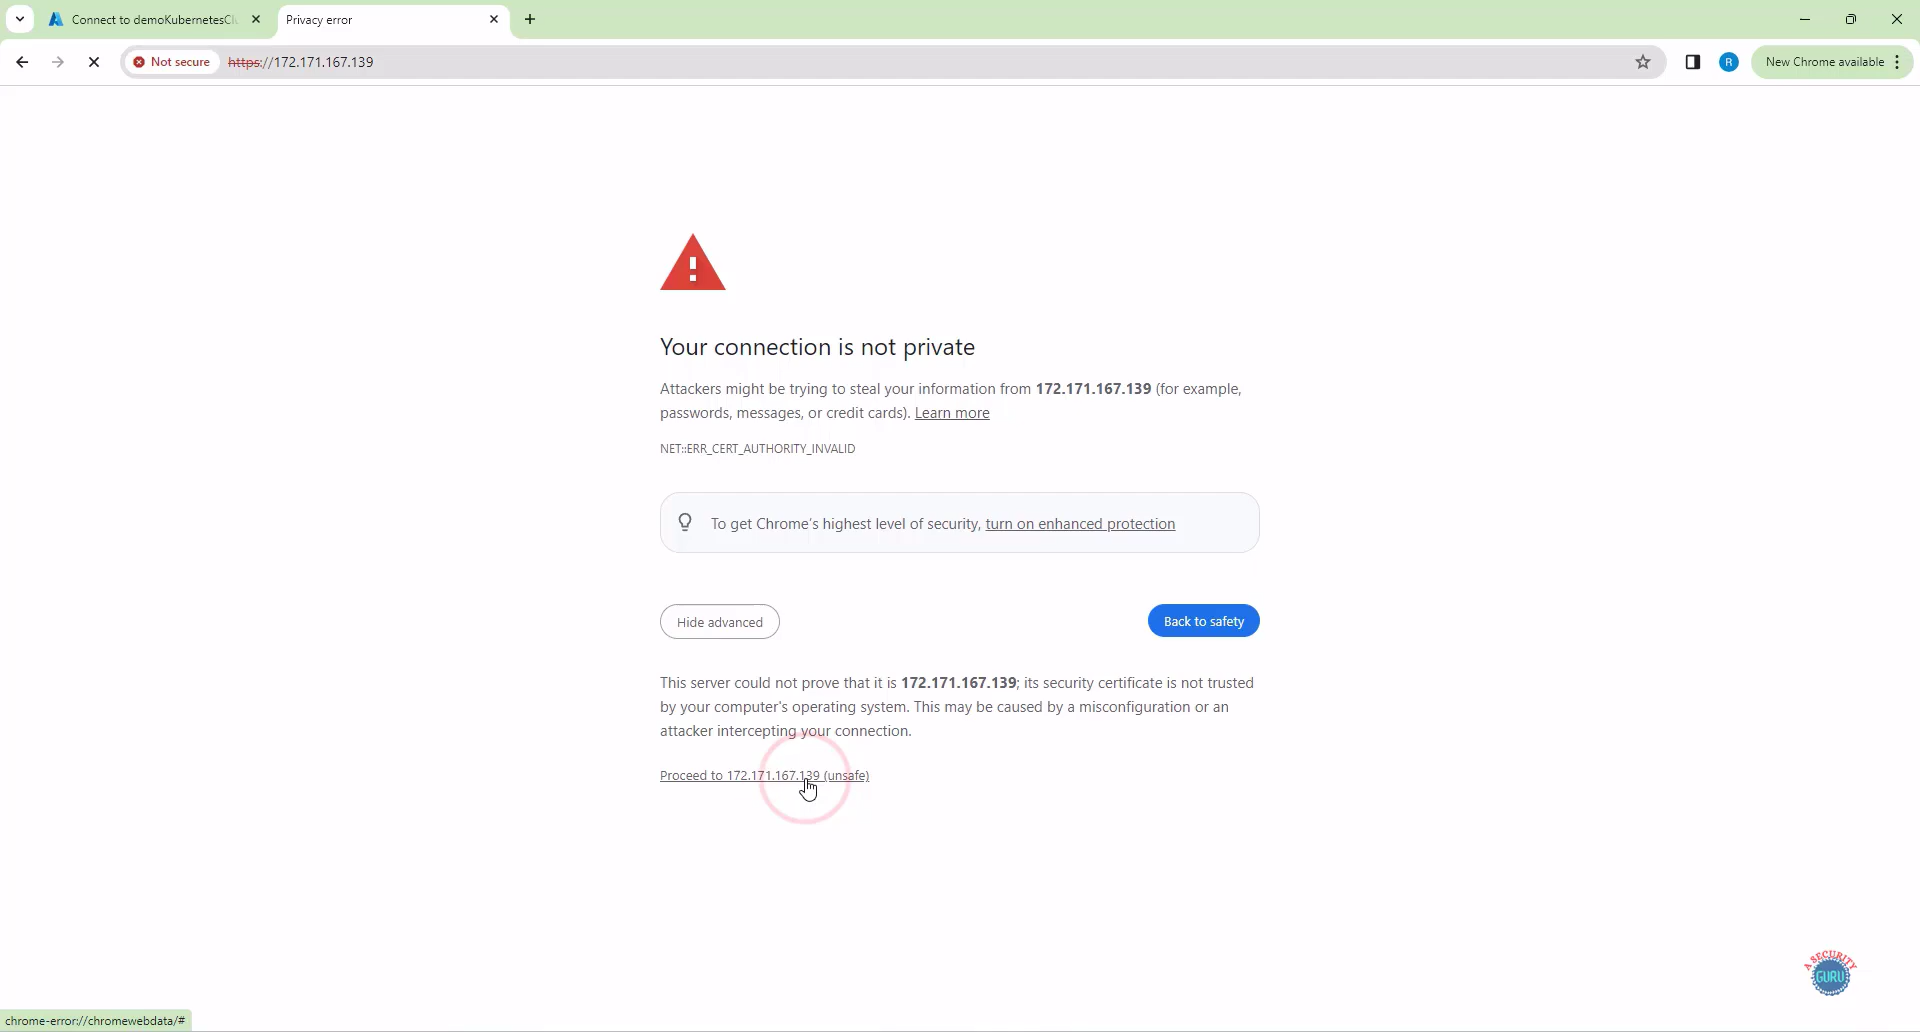 Connect to demoKubernetesCl
Privacy error
Not secure
https://172.171.167.139
R
New Chrome available
Your connection is not private
Attackers might be trying to steal your information from 172.171.167.139 (for example,
passwords, messages, or credit cards). Learn more
NET::ERR_CERT_AUTHORITY_INVALID
To get Chrome's highest level of security, turn on enhanced protection
Hide advanced
Back to safety
This server could not prove that it is 172.171.167.139; its security certificate is not trusted
by your computer's operating system. This may be caused by a misconfiguration or an
attacker intercepting your connection.
Proceed to 172.171.167.139 (unsafe)
A SECURITY
GURU
chrome-error://chromewebdata/#